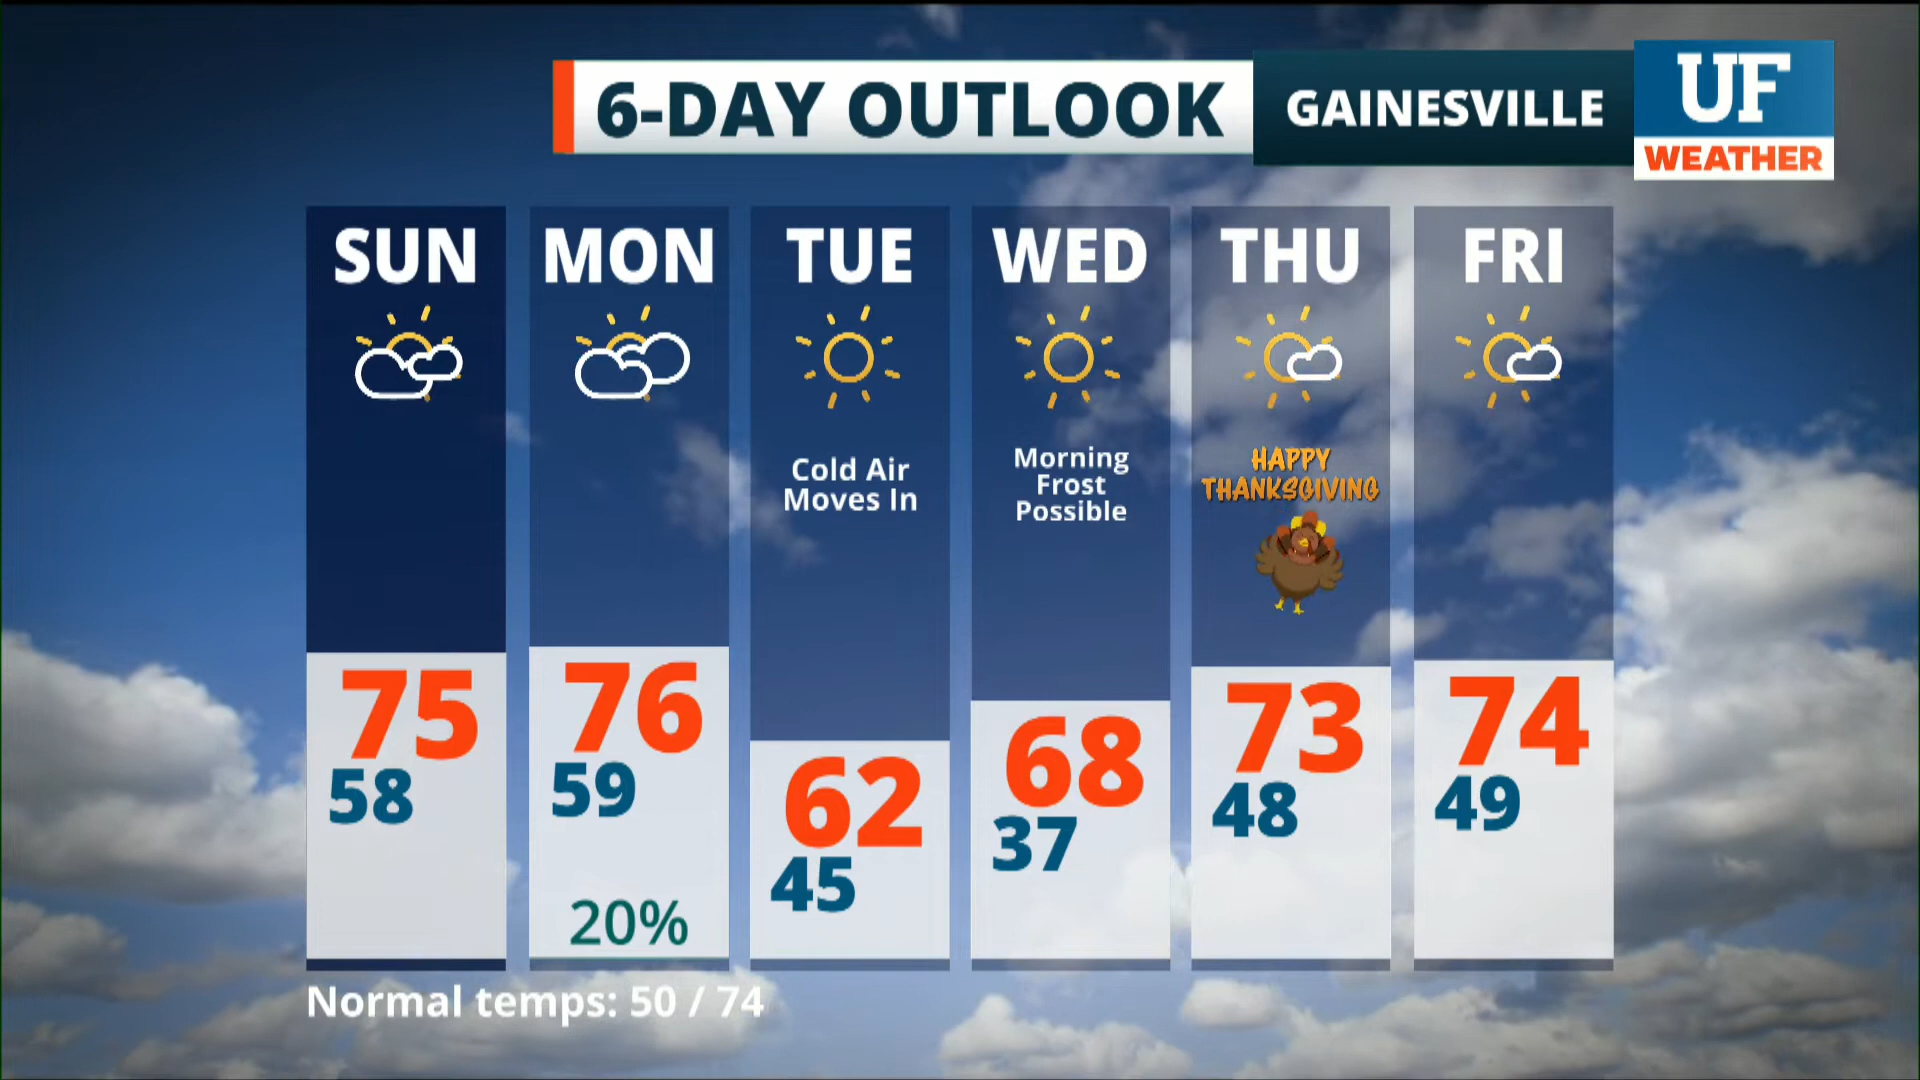 6-DAY OUTLOOK
GAINESVILLE
UF
WEATHER
SUN
MON
TUE
WED
THU
FRI
Cold Air
Moves In
Morning
Frost
Possible
HAPPY
THANKSGIVING
75
58
76
59
20%
62
45
68
37
73
48
74
49
Normal temps: 50 / 74